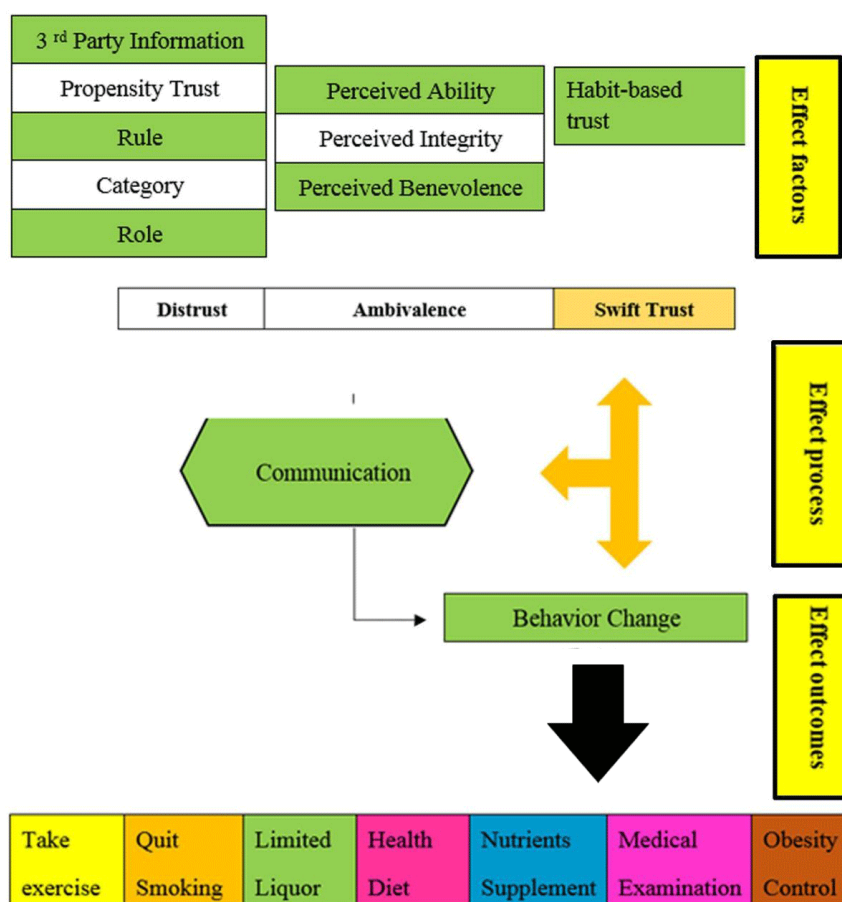 3 rd Party Information
Propensity Trust
Rule
Category
Role
Perceived Ability
Perceived Integrity
Perceived Benevolence
Habit-based
trust
Effect factors
Distrust
Ambivalence
Swift Trust
Effect process
Communication
Behavior Change
Effect outcomes
Take
exercise
Quit
Smoking
Limited
Liquor
Health
Diet
Nutrients
Supplement
Medical
Examination
Obesity
Control